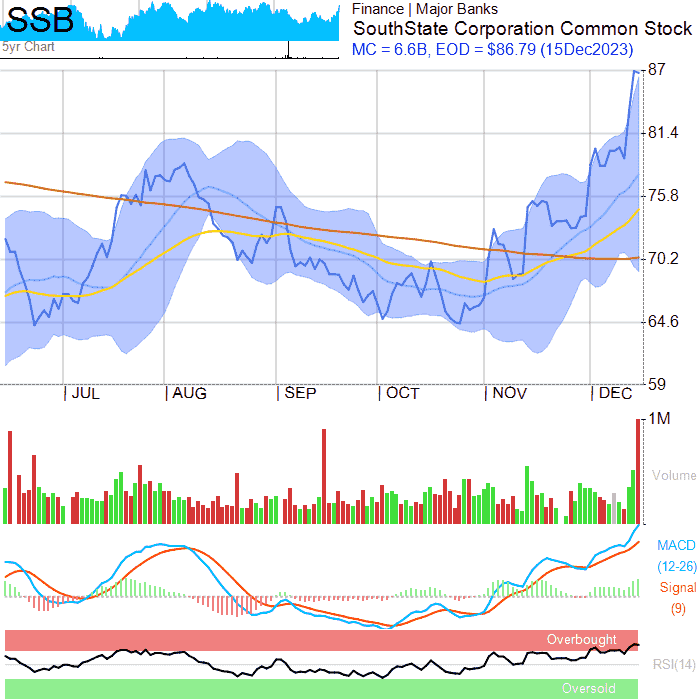 SSB
5yr Chart
Finance | Major Banks
SouthState Corporation Common Stock
MC = 6.6B, EOD = $86.79 (15Dec2023)
87
81.4
75.8
70.2
64.6
59
JUL AUG SEP OCT NOV DEC
1M
Volume
MACD
(12-26)
Signal
(9)
Overbought
RSI(14)
Oversold